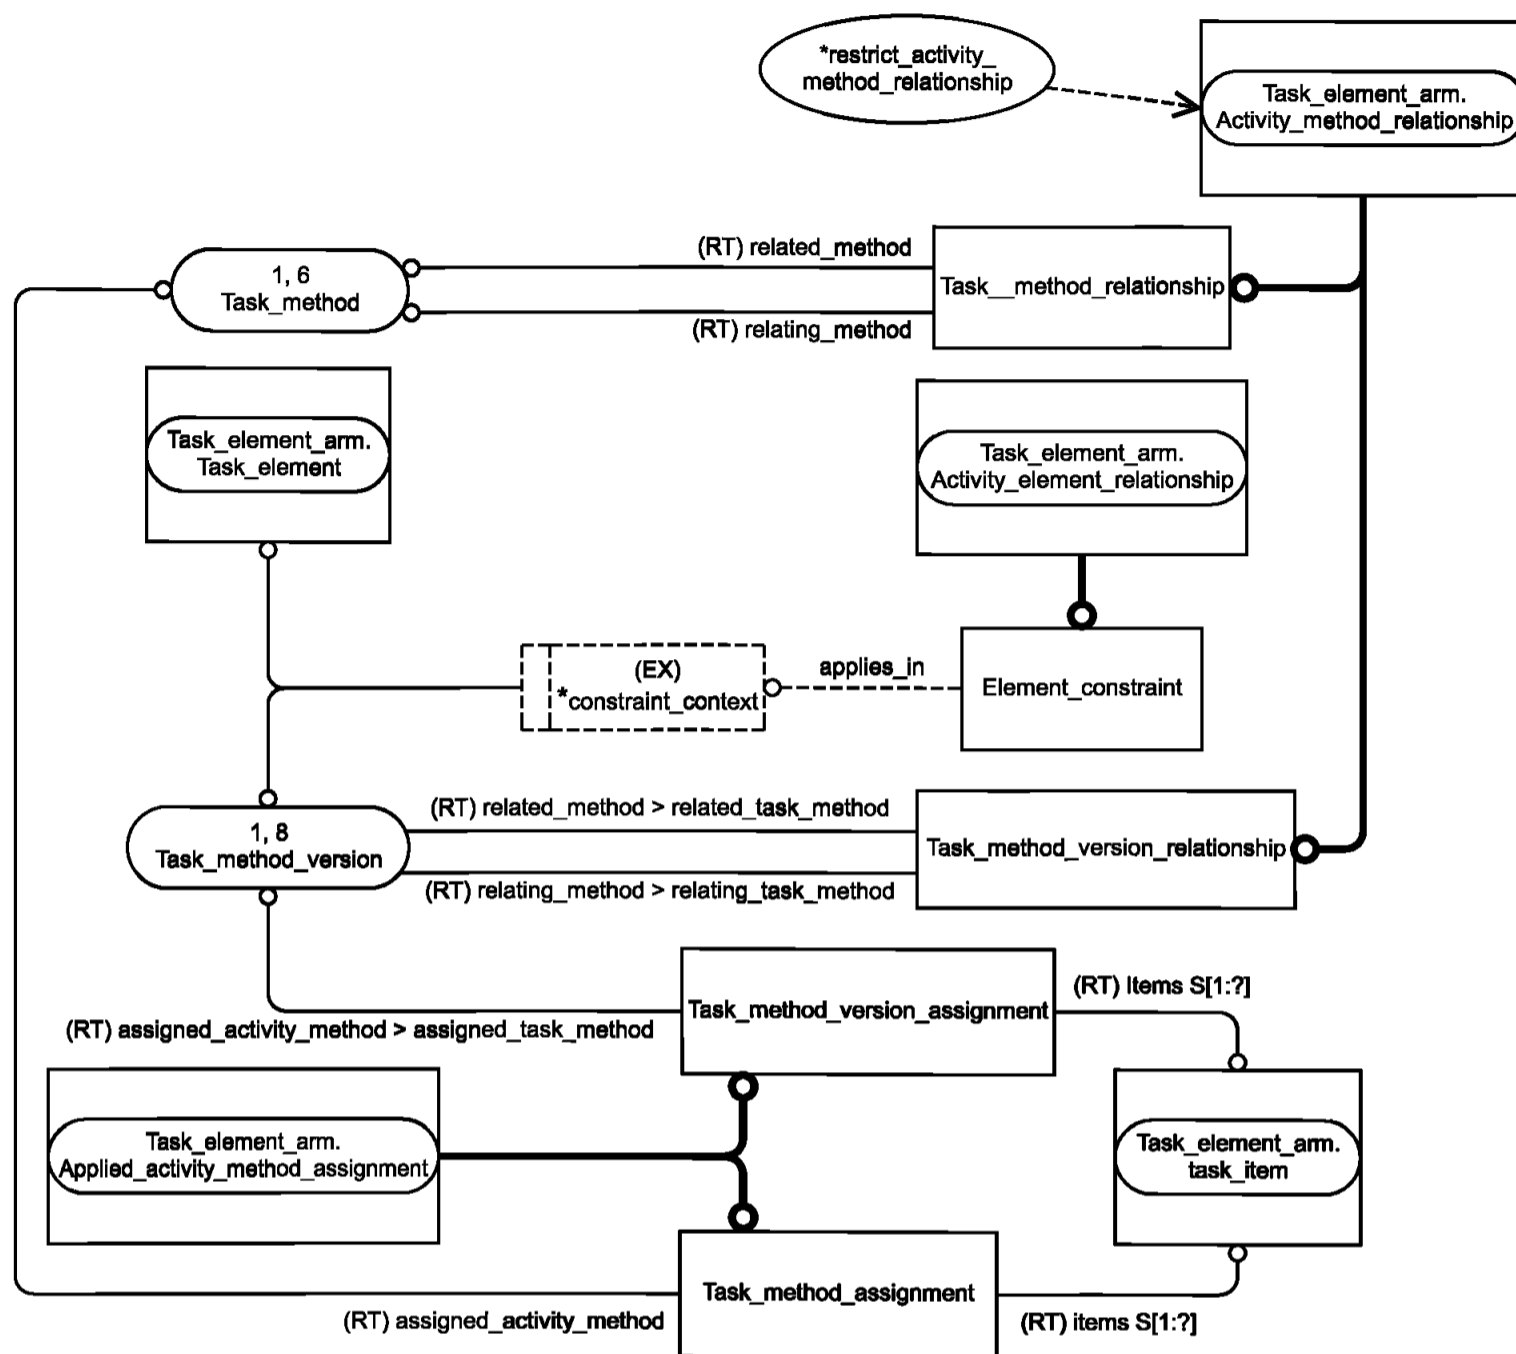 *restrict_activity_
method_relationship
Task_element_arm.
Activity_method_relationship
(RT) related_method
1, 6
Task_method
Task__method_relationship
(RT) relating_method
Task_element_arm.
Task_element
Task_element_arm.
Activity_element_relationship
(EX)
*constraint_context
applies_in
Element_constraint
(RT) related_method > related_task_method
1, 8
Task_method_version
Task_method_version_relationship
(RT) relating_method > relating_task_method
(RT) Items S[1:?]
Task_method_version_assignment
(RT) assigned_activity_method > assigned_task_method
Task_element_arm.
Applied_activity_method_assignment
Task_element_arm.
task_item
Task_method_assignment
(RT) assigned_activity_method
(RT) items S[1:?]